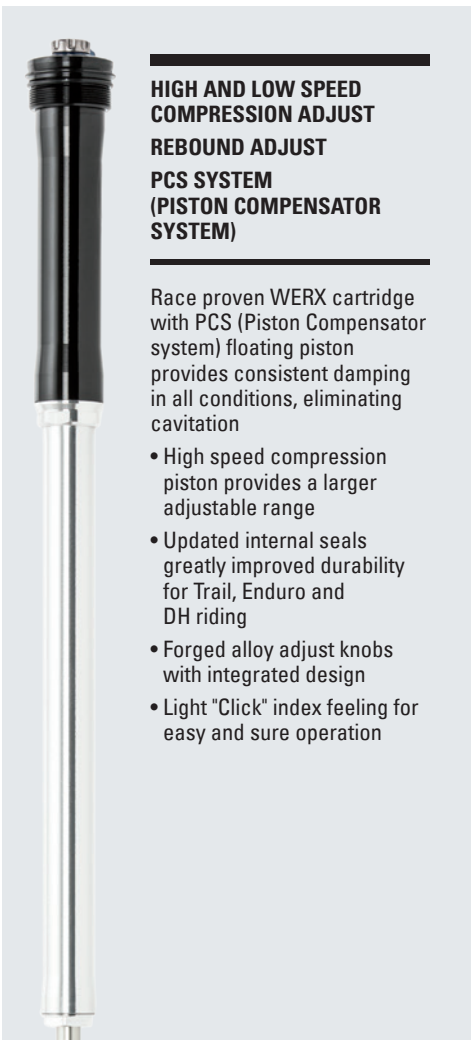 HIGH AND LOW SPEED
COMPRESSION ADJUST
REBOUND ADJUST
PCS SYSTEM
(PISTON COMPENSATOR
SYSTEM)
Race proven WERX cartridge
with PCS (Piston Compensator
system) floating piston
provides consistent damping
in all conditions, eliminating
cavitation
• High speed compression
piston provides a larger
adjustable range
• Updated internal seals
greatly improved durability
for Trail, Enduro and
DH riding
• Forged alloy adjust knobs
with integrated design
• Light "Click" index feeling for
easy and sure operation